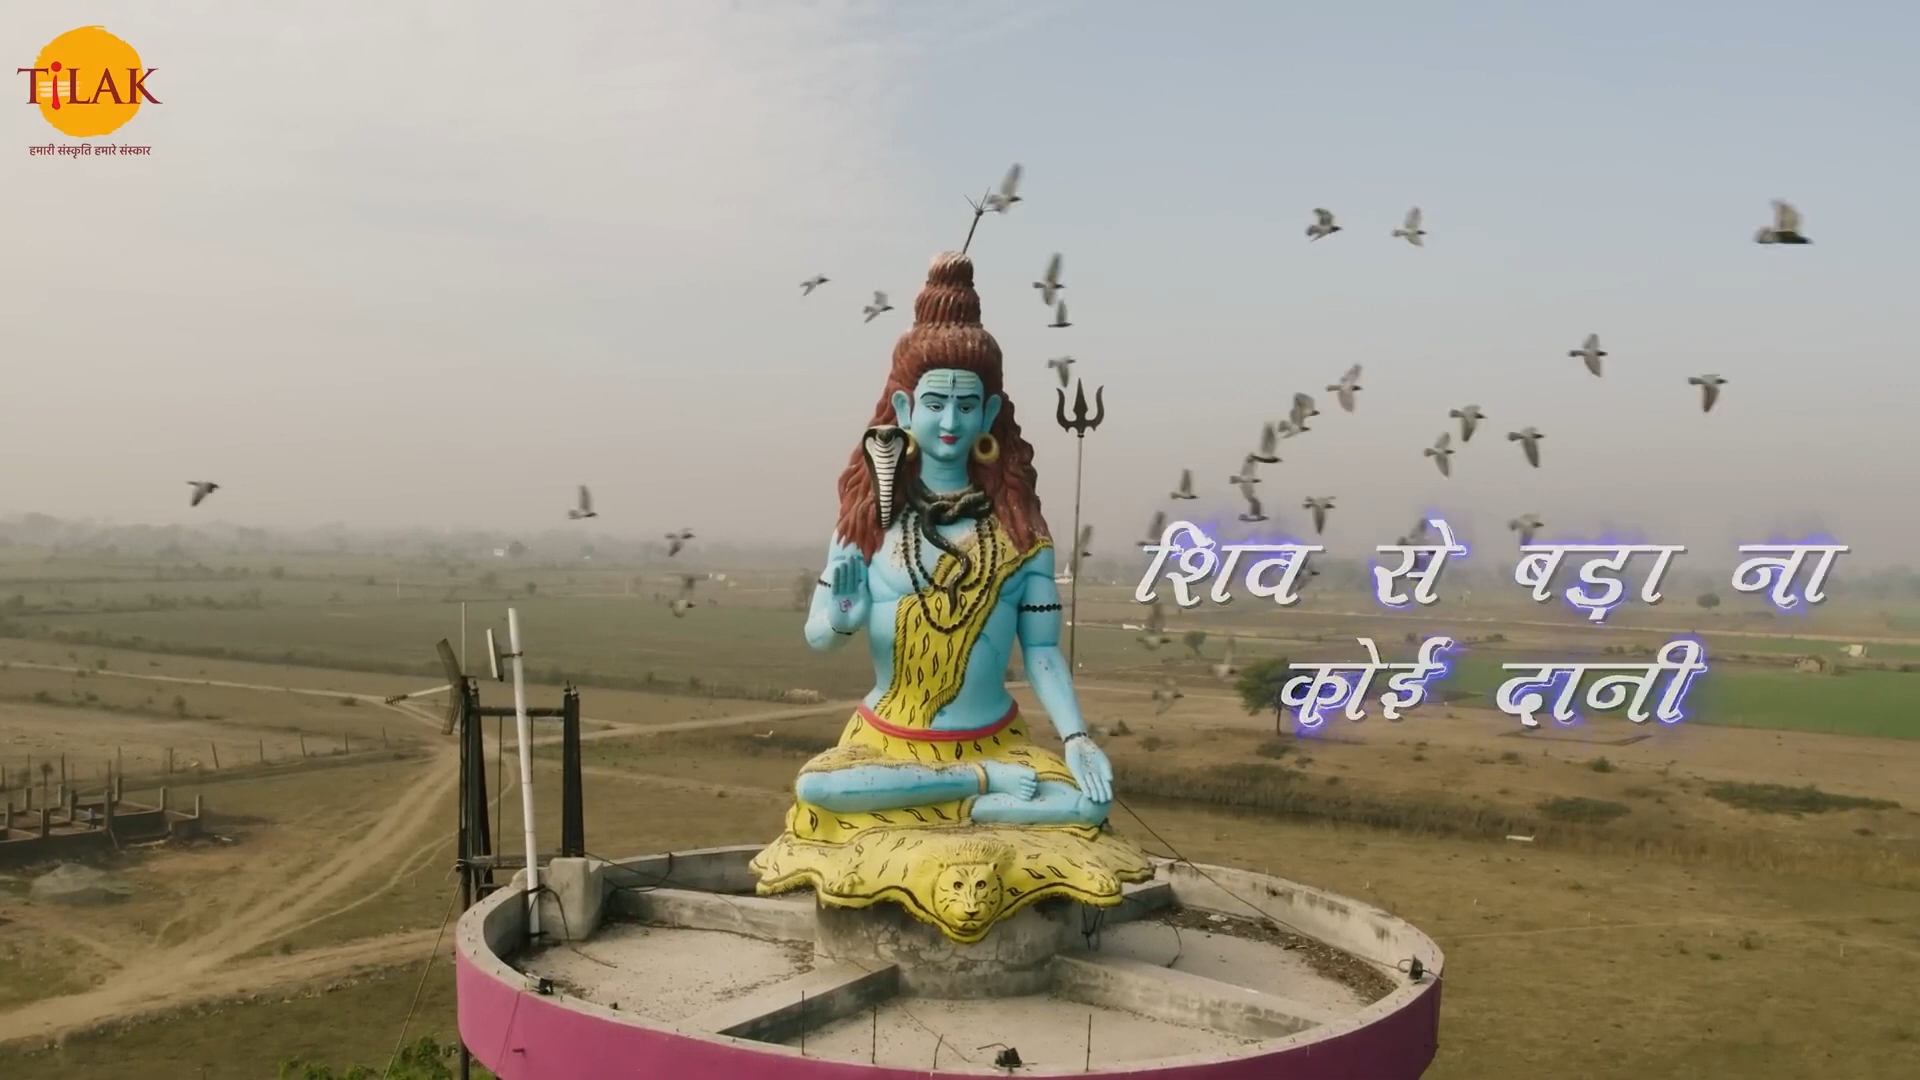 TiLAK
हमारी संस्कृति हमारे संस्कार
शिव से बड़ा ना
कोई दानी